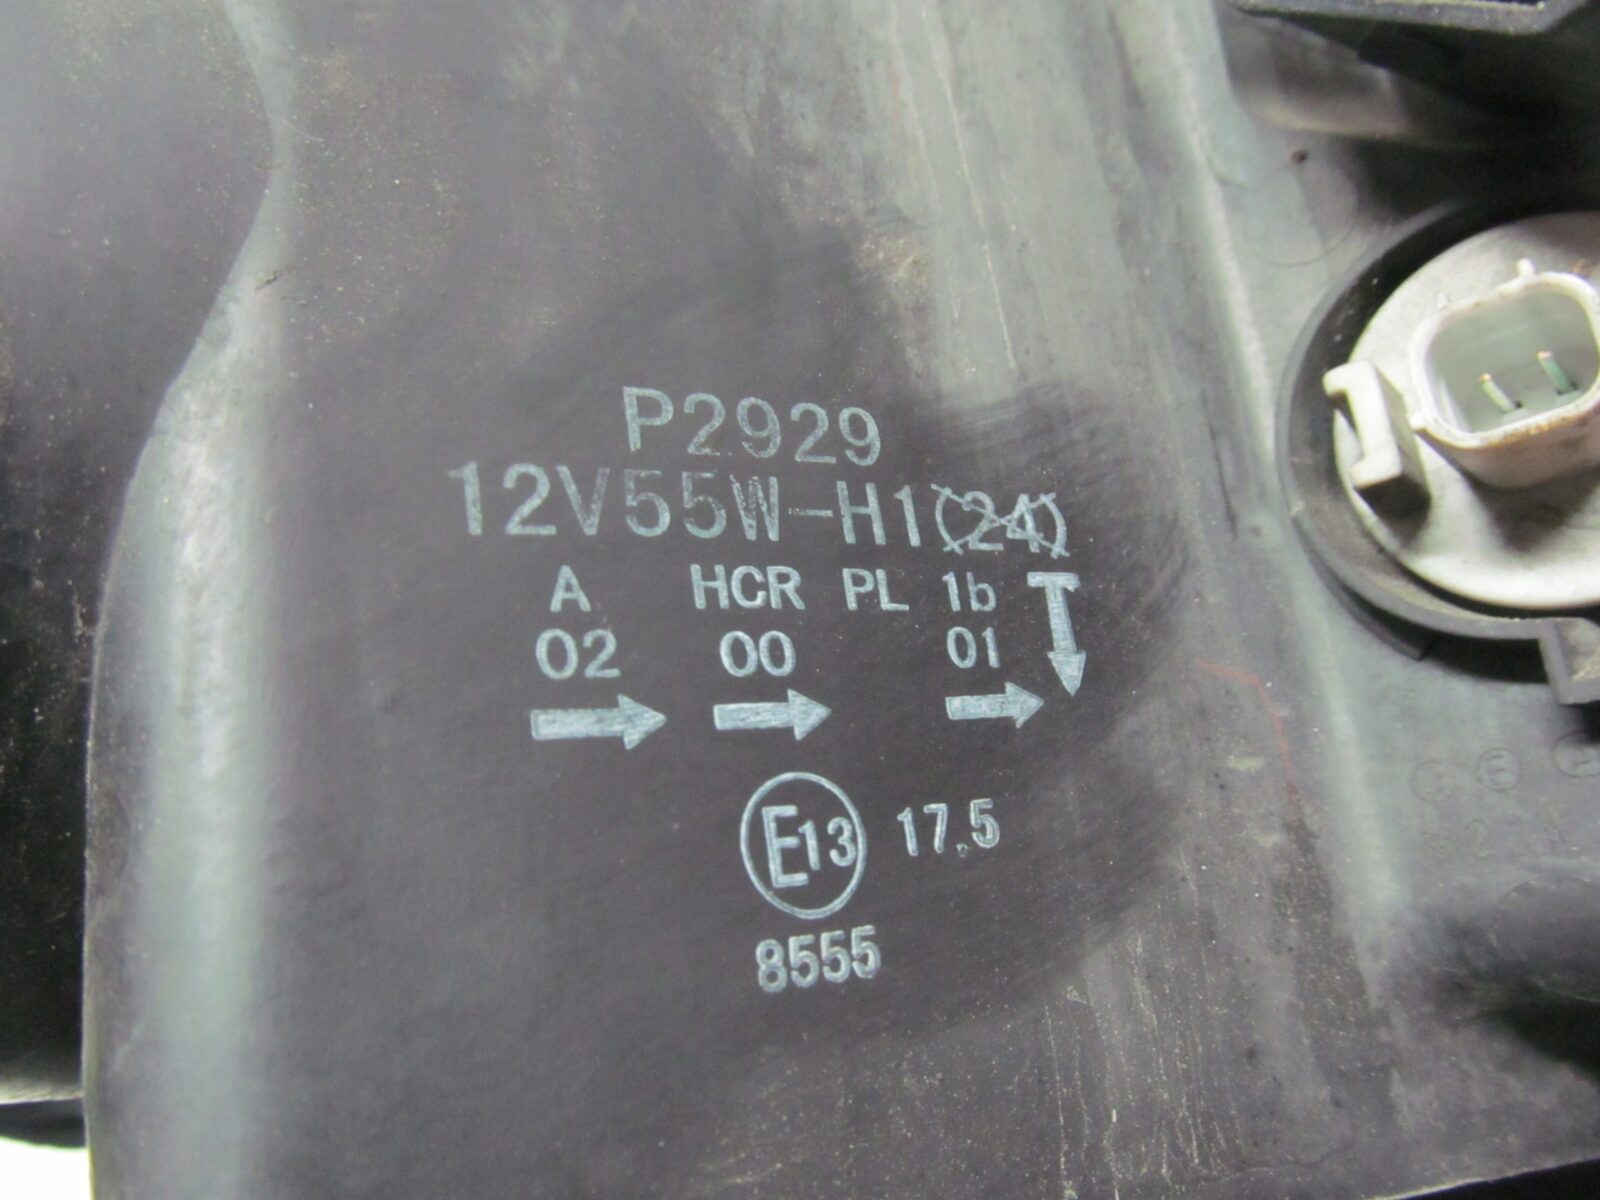 P2929
12V55W-H1(24)
A HCR PL 1b
02 00 01
E13 17.5
8555